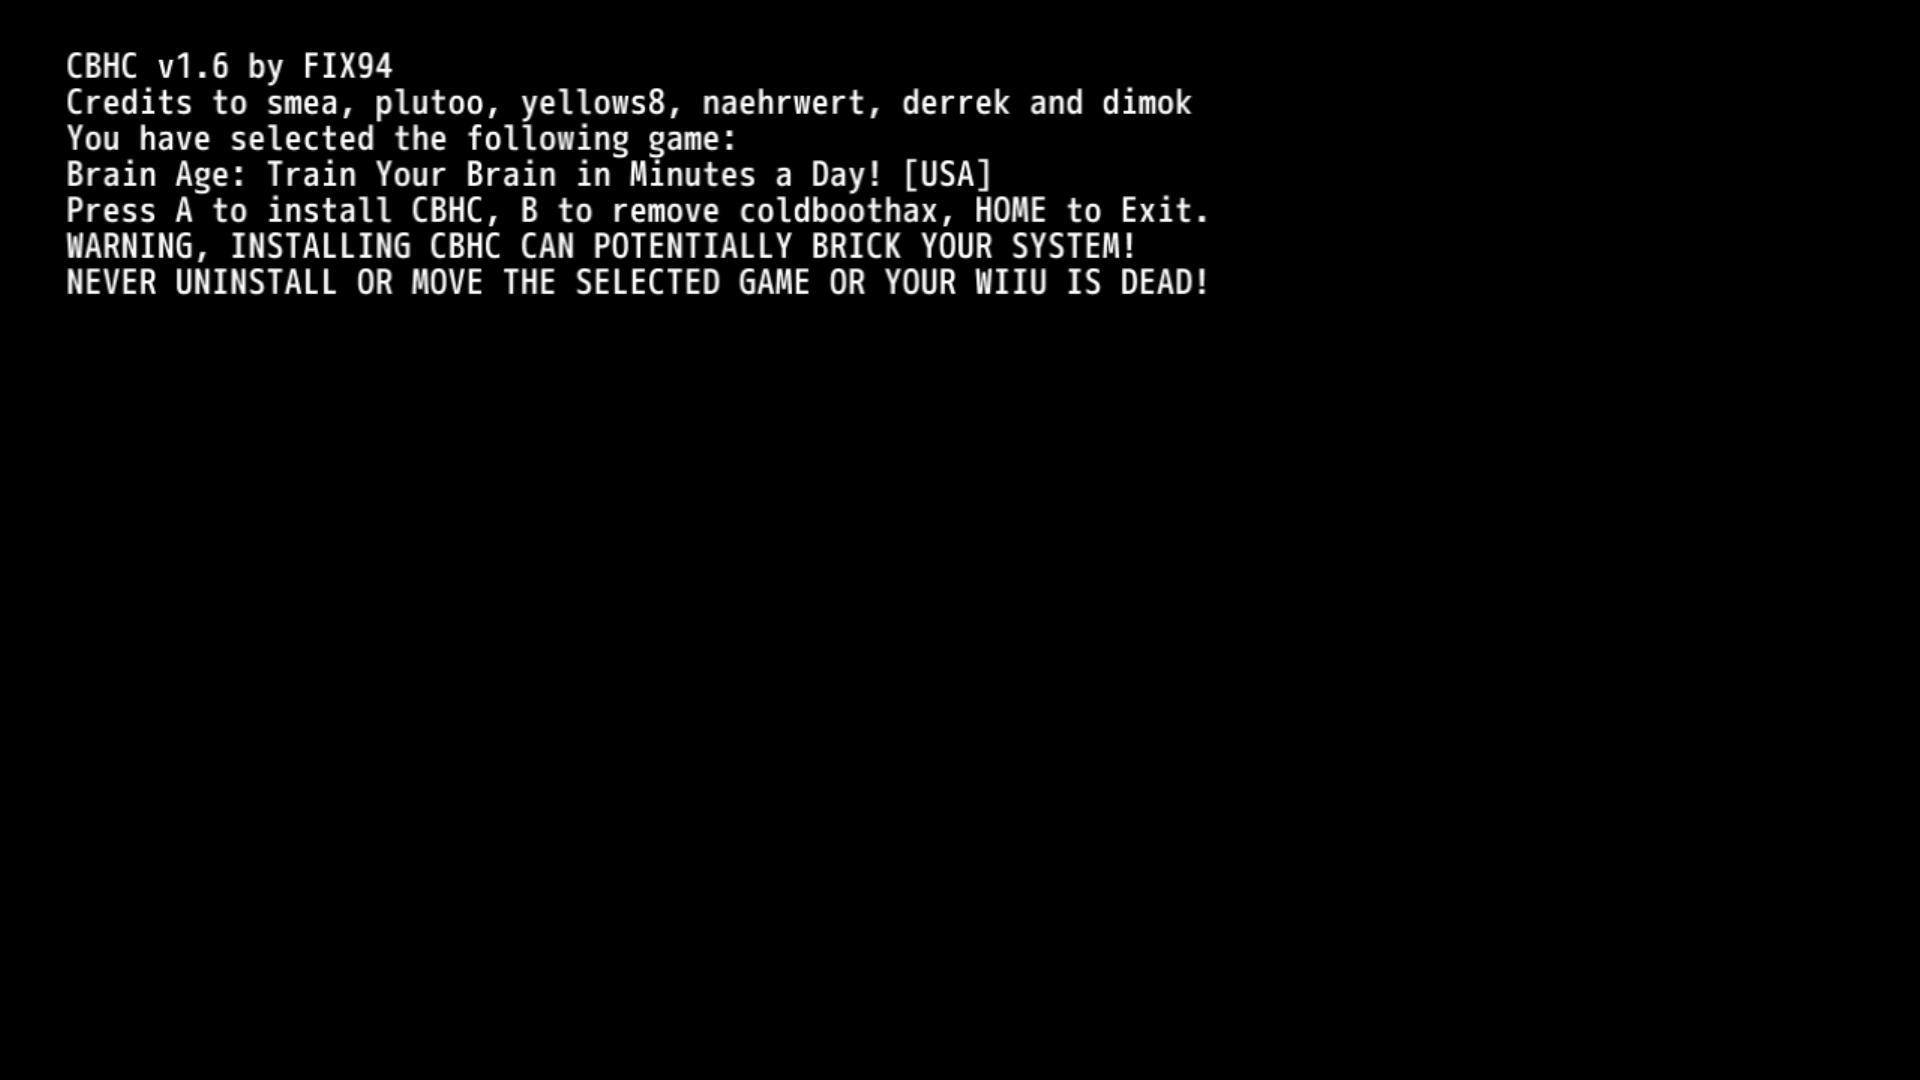 CBHC v1.6 by FIX94
Credits to smea, plutoo, yellows8, naehrwert, derrek and dimok
You have selected the following game:
Brain Age: Train Your Brain in Minutes a Day! [USA]
Press A to install CBHC, B to remove coldboothax, HOME to Exit.
WARNING, INSTALLING CBHC CAN POTENTIALLY BRICK YOUR SYSTEM!
NEVER UNINSTALL OR MOVE THE SELECTED GAME OR YOUR WIIU IS DEAD!